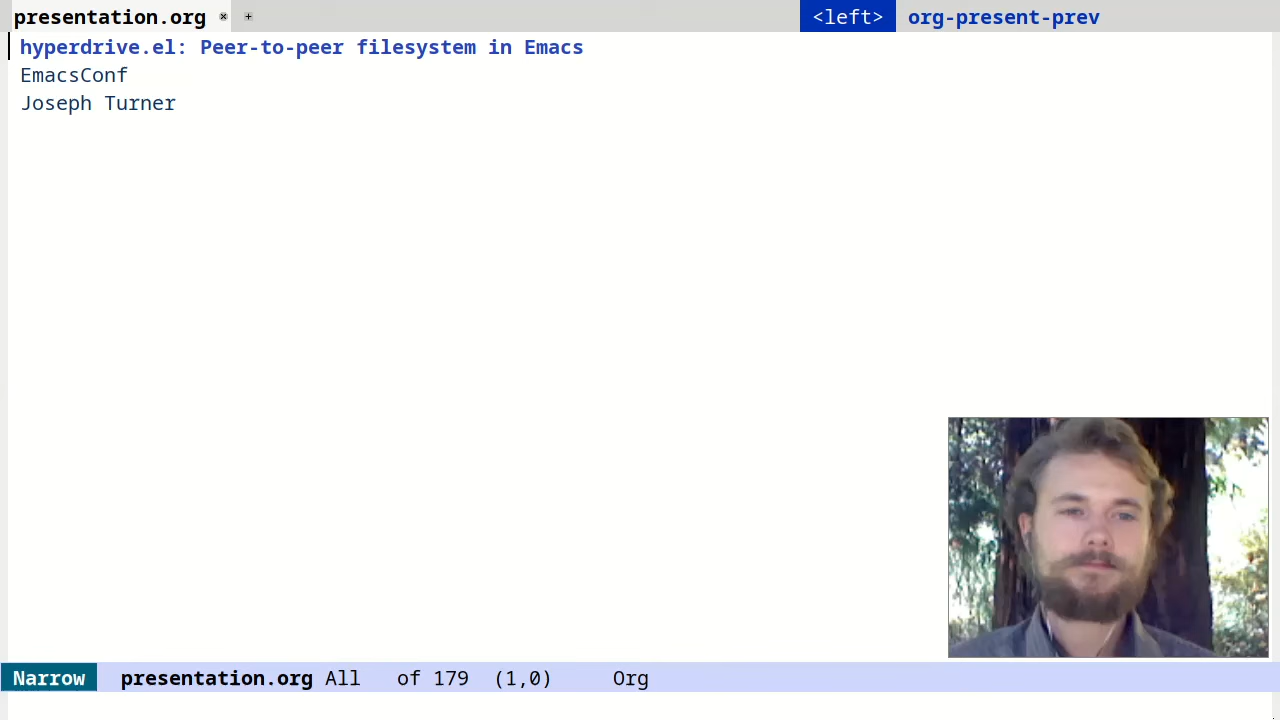 presentation.org × + <left> org-present-prev
hyperdrive.el: Peer-to-peer filesystem in Emacs
EmacsConf
Joseph Turner
Narrow presentation.org All of 179 (1,0) Org